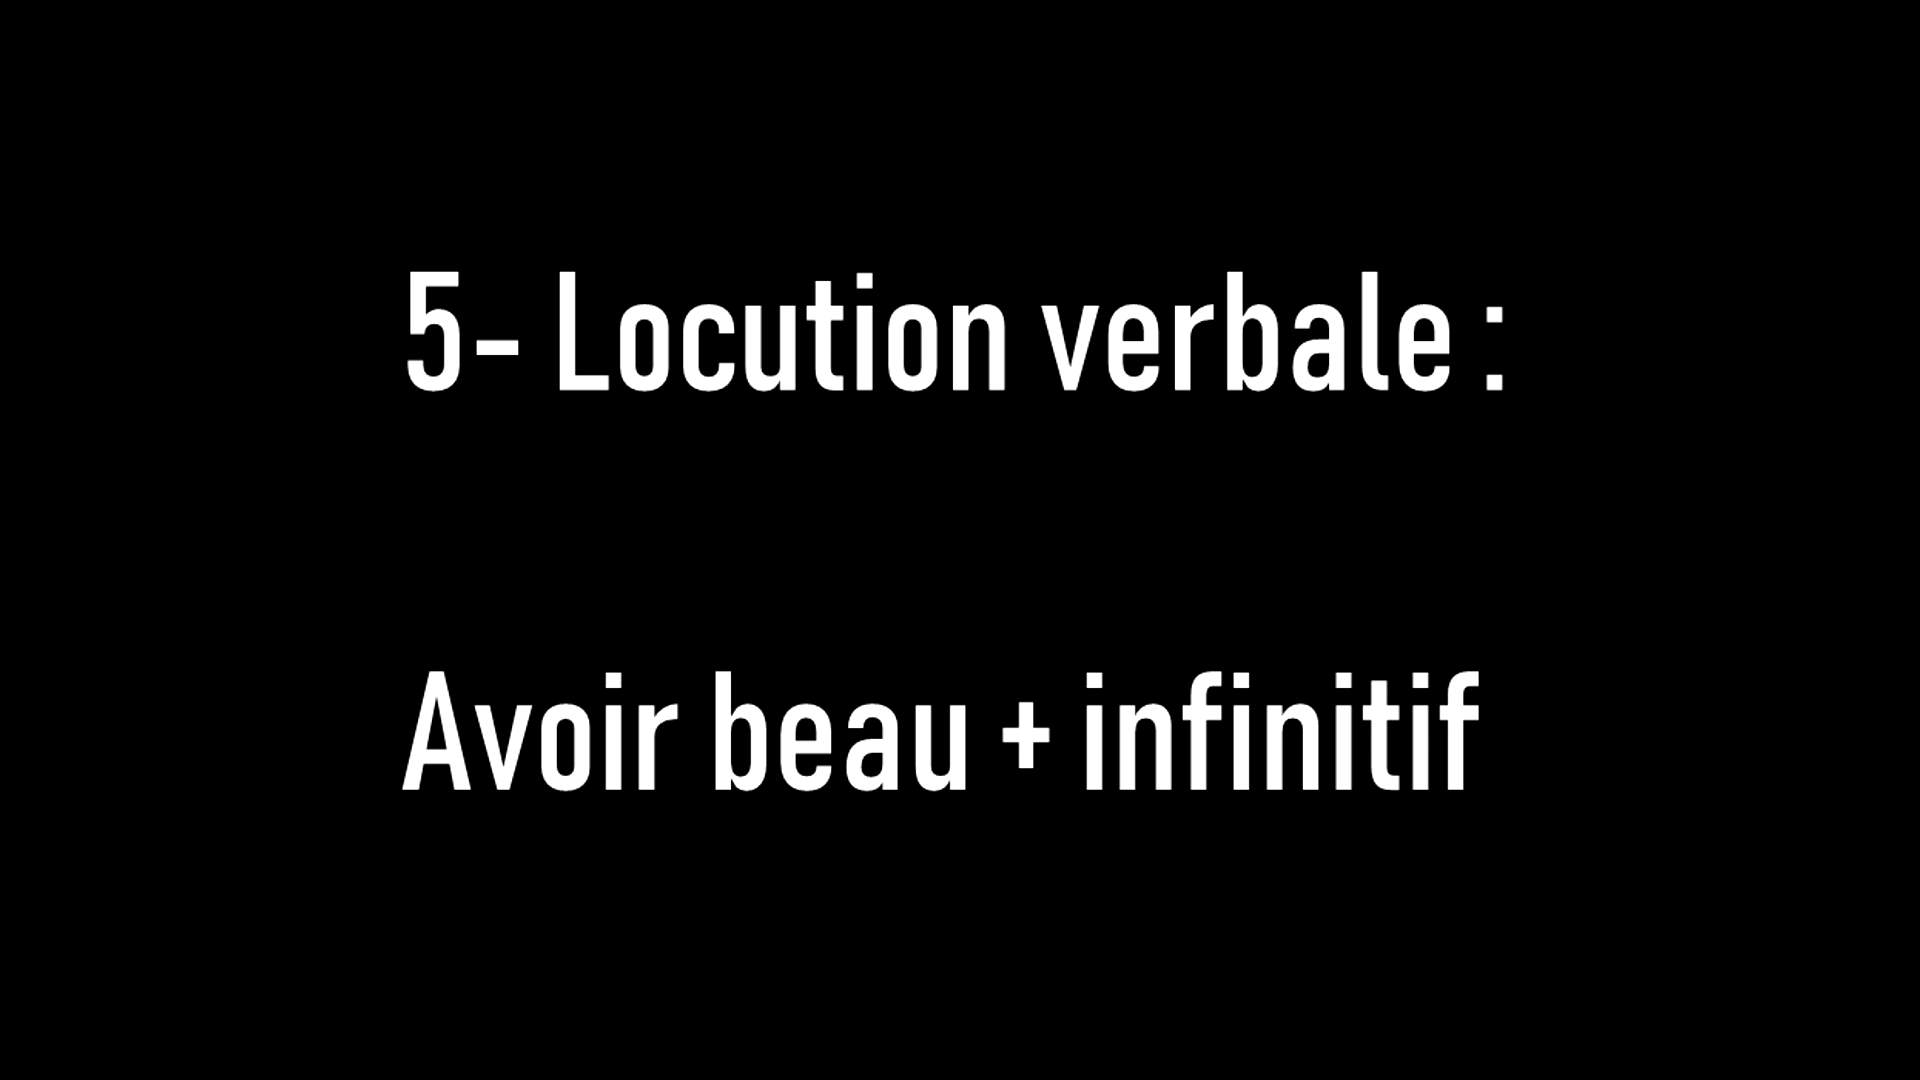 5- Locution verbale :
Avoir beau + infinitif